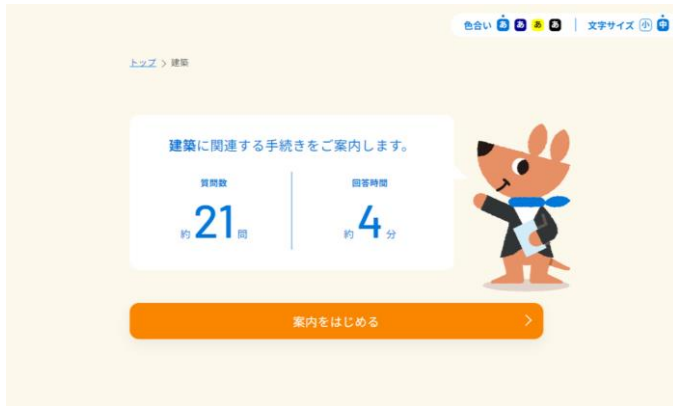 色合い あ あ あ あ 文字サイズ 小 中
トップ > 建築
建築に関連する手続きをご案内します。
質問数 回答時間
約 21 問 約 4 分
案内をはじめる